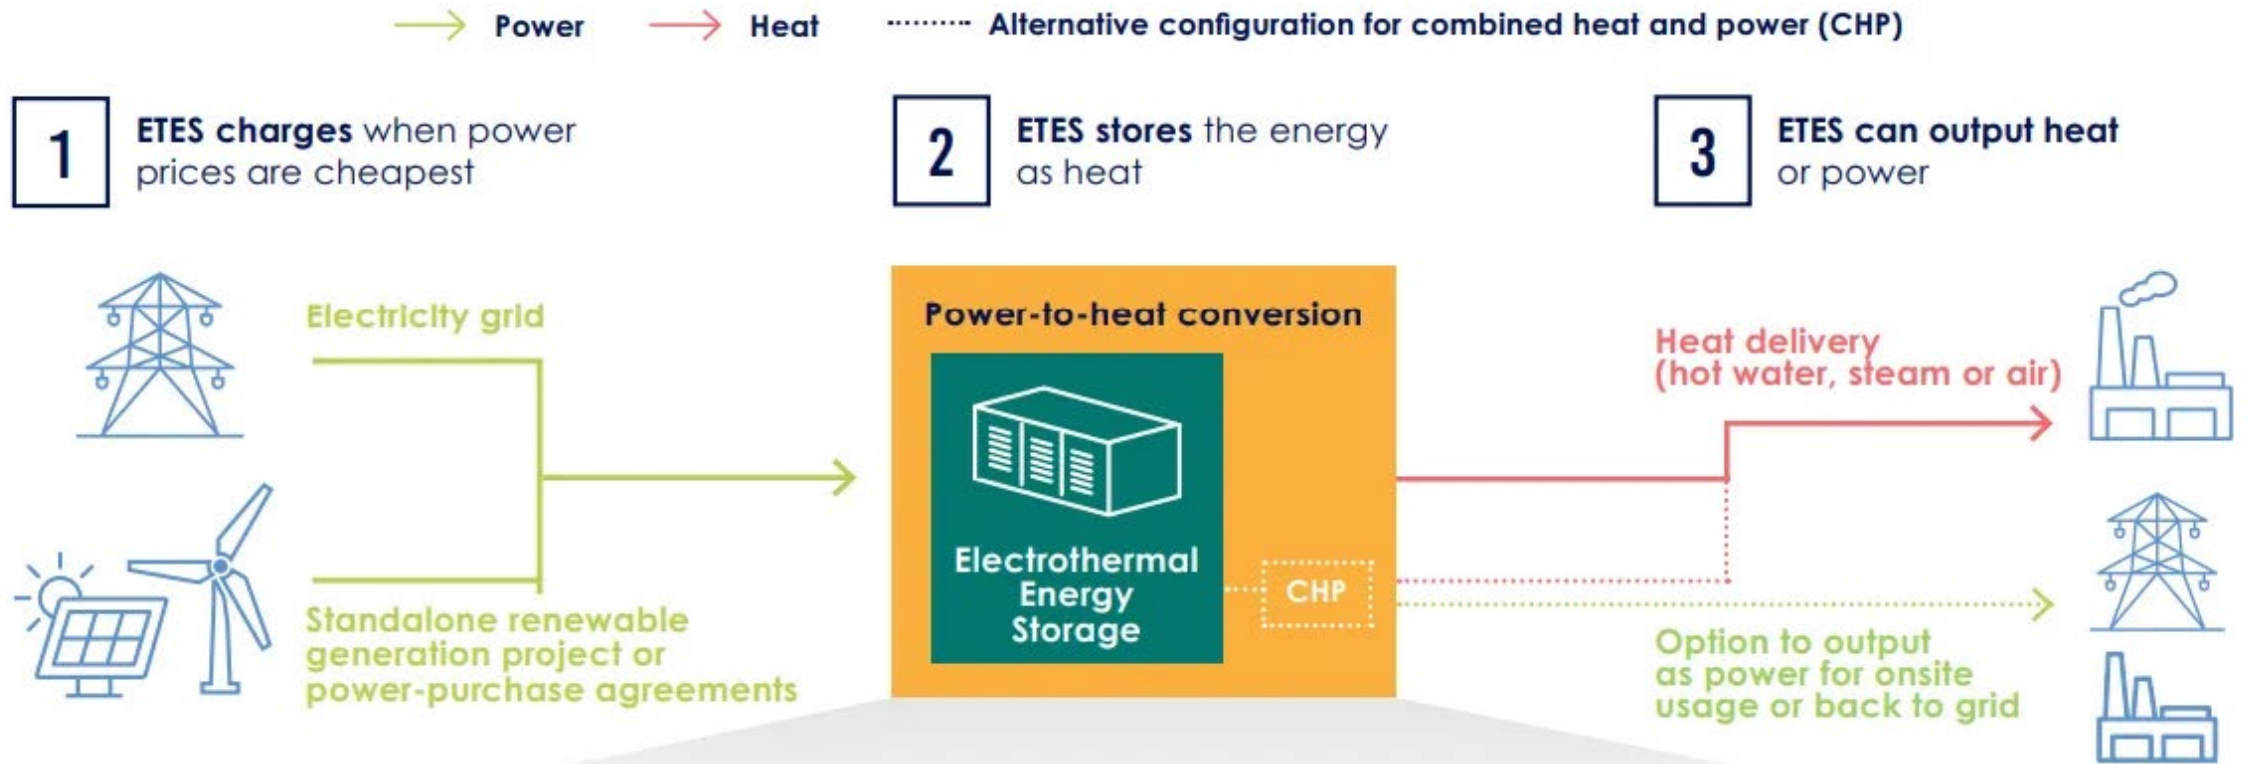 Power
Heat
Alternative configuration for combined heat and power (CHP)
1
ETES charges when power
prices are cheapest
2
ETES stores the energy
as heat
3
ETES can output heat
or power
Electricity grid
Standalone renewable
generation project or
power-purchase agreements
Power-to-heat conversion
Electrothermal
Energy
Storage
CHP
Heat delivery
(hot water, steam or air)
Option to output
as power for onsite
usage or back to grid